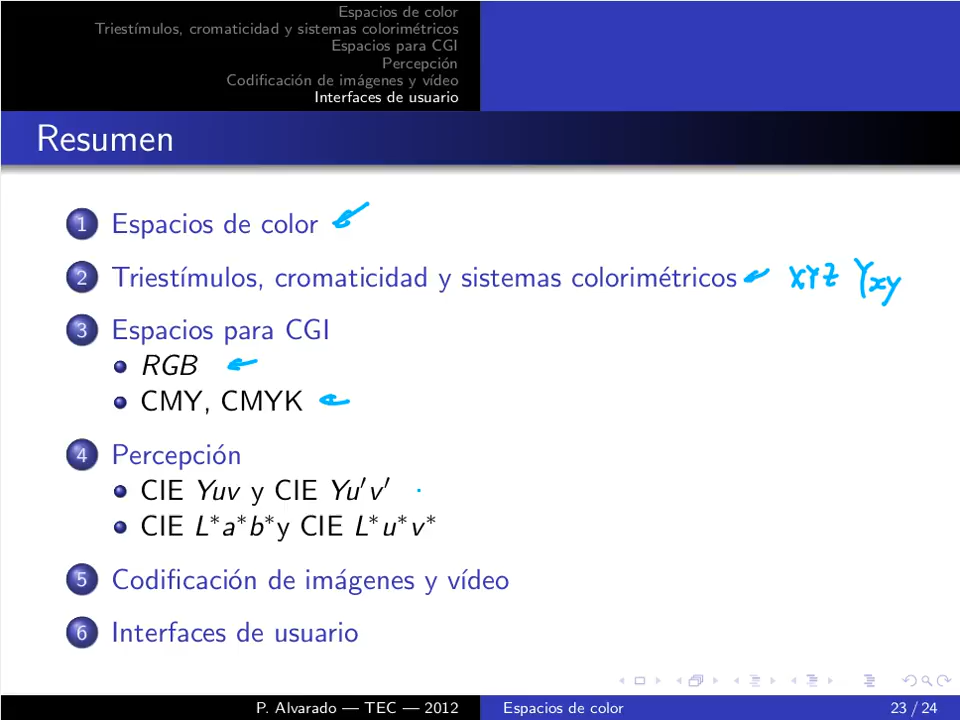 Espacios de color
Triestímulos, cromaticidad y sistemas colorimétricos
Espacios para CGI
Percepción
Codificación de imágenes y vídeo
Interfaces de usuario
Resumen
1 Espacios de color
2 Triestímulos, cromaticidad y sistemas colorimétricos XYZ Yxy
3 Espacios para CGI
RGB
CMY, CMYK
4 Percepción
CIE Yuv y CIE Yu′v′
CIE L*a*b*y CIE L*u*v*
5 Codificación de imágenes y vídeo
6 Interfaces de usuario
P. Alvarado — TEC — 2012 Espacios de color 23 / 24